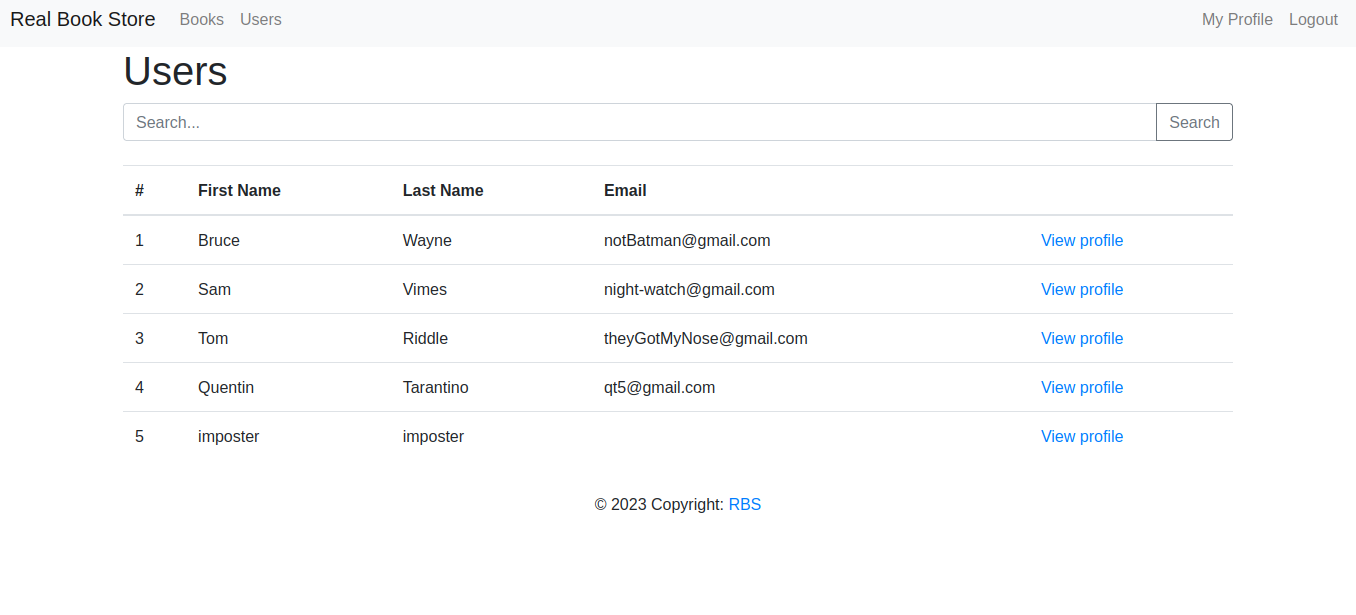 Real Book Store Books Users My Profile Logout
Users
Search... Search
# First Name Last Name Email
1 Bruce Wayne notBatman@gmail.com View profile
2 Sam Vimes night-watch@gmail.com View profile
3 Tom Riddle theyGotMyNose@gmail.com View profile
4 Quentin Tarantino qt5@gmail.com View profile
5 imposter imposter View profile
© 2023 Copyright: RBS